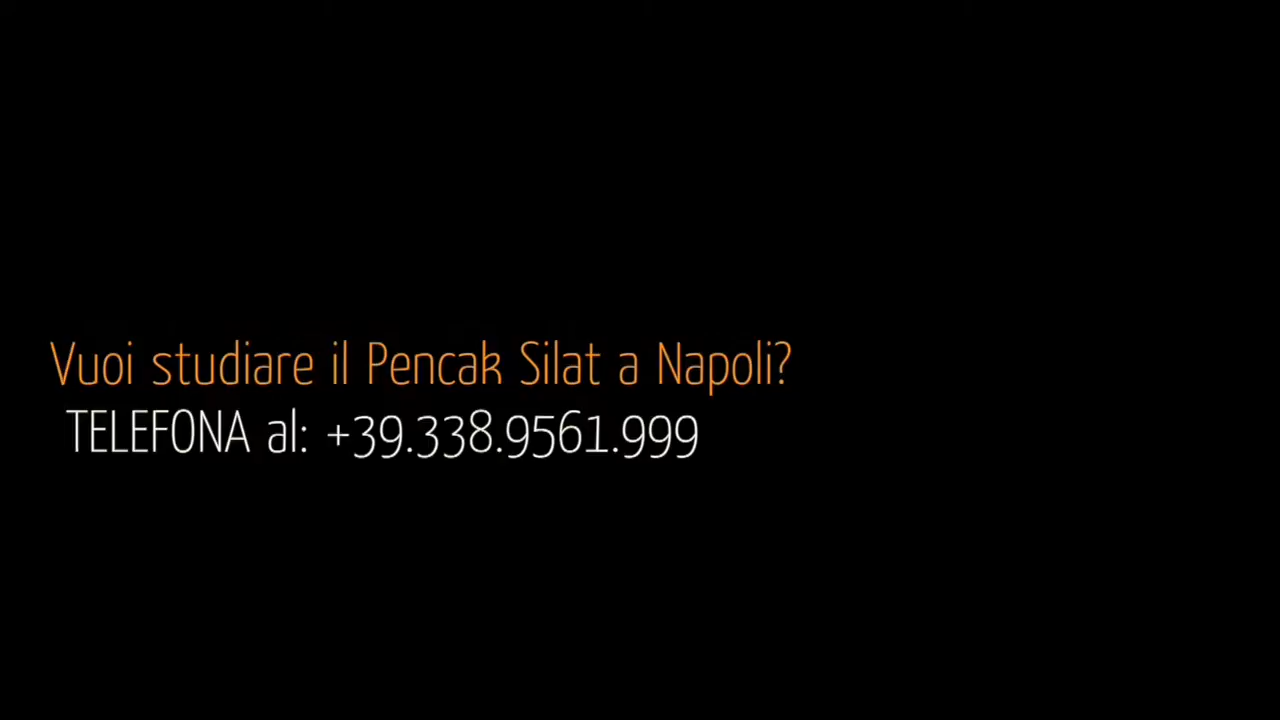 Vuoi studiare il Pencak Silat a Napoli?
TELEFONA al: +39.338.9561.999